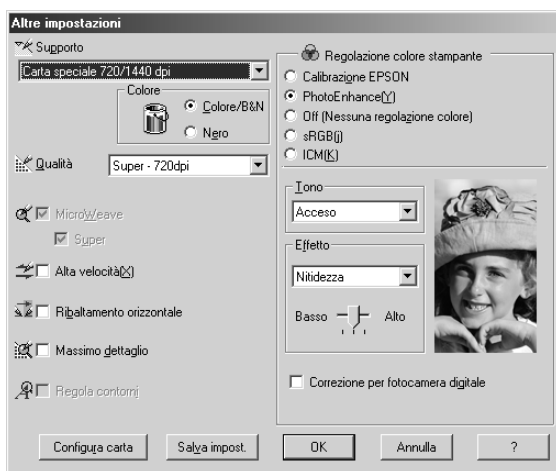 Altre impostazioni
Supporto
Carta speciale 720/1440 dpi
Colore
Colore/B&N
Nero
Qualità
Super - 720dpi
MicroWeave
Super
Alta velocità(X)
Ribaltamento orizzontale
Massimo dettaglio
Regola contorni
Regolazione colore stampante
Calibrazione EPSON
PhotoEnhance(Y)
Off (Nessuna regolazione colore)
sRGB(j)
ICM(K)
Tono
Acceso
Effetto
Nitidezza
Basso
Alto
Correzione per fotocamera digitale
Configura carta
Salva impost.
OK
Annulla
?